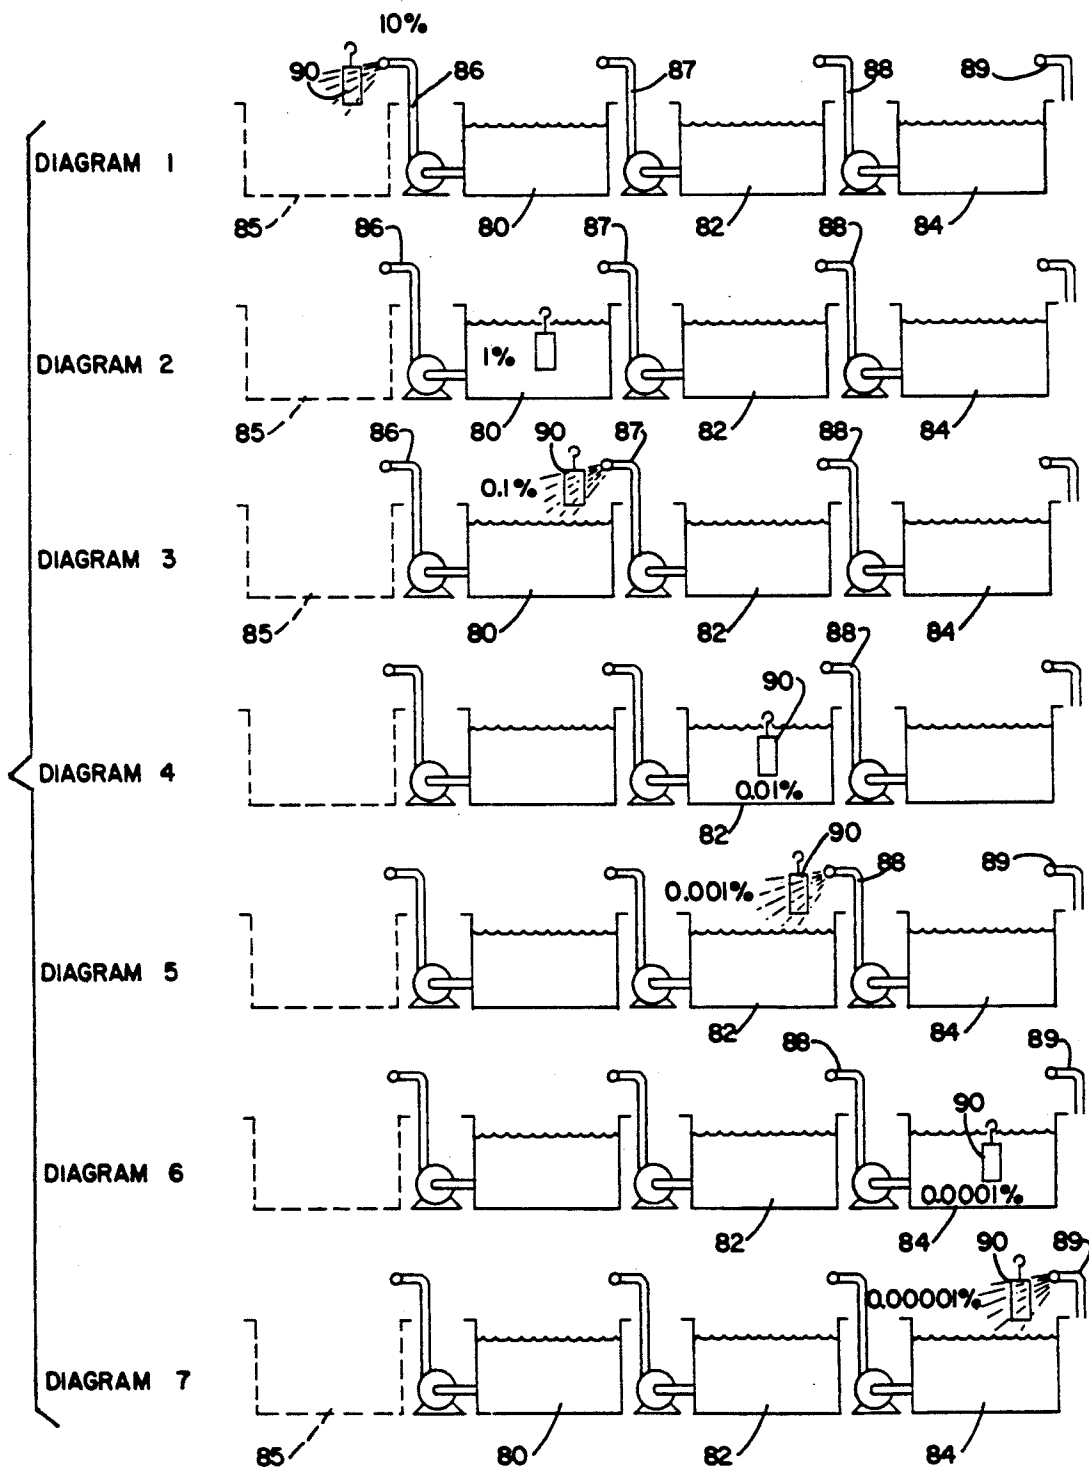 10%
90 86 87 88 89
DIAGRAM 1
85 80 82 84
86 87 88
DIAGRAM 2
1%
85 80 82 84
86 90 87 88
0.1%
DIAGRAM 3
85 80 82 84
88
90
DIAGRAM 4
0.01%
82
90 88 89
0.001%
DIAGRAM 5
82 84
88 89
90
DIAGRAM 6
0.0001%
82 84
90 89
0.00001%
DIAGRAM 7
85 80 82 84